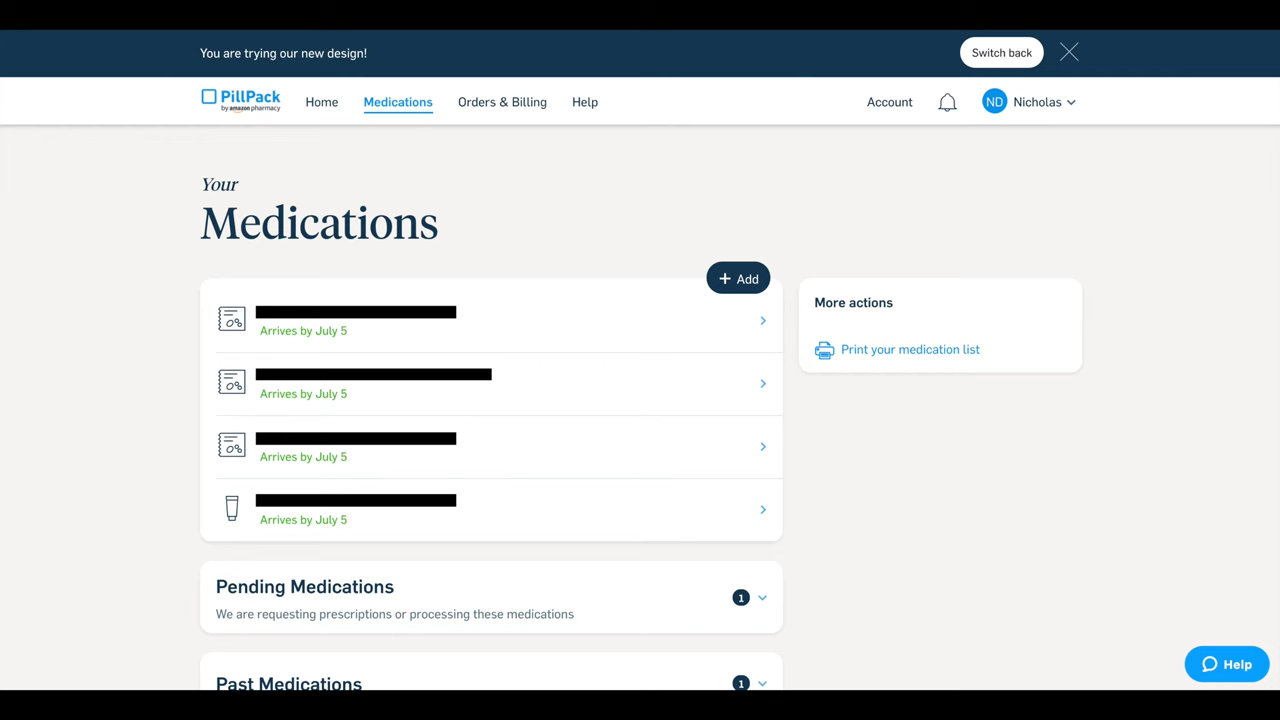 You are trying our new design!
Switch back
PillPack
by amazon pharmacy
Home
Medications
Orders & Billing
Help
Account
ND
Nicholas
Your
Medications
+ Add
Arrives by July 5
Arrives by July 5
Arrives by July 5
Arrives by July 5
More actions
Print your medication list
Pending Medications
1
We are requesting prescriptions or processing these medications
Past Medications
1
Help